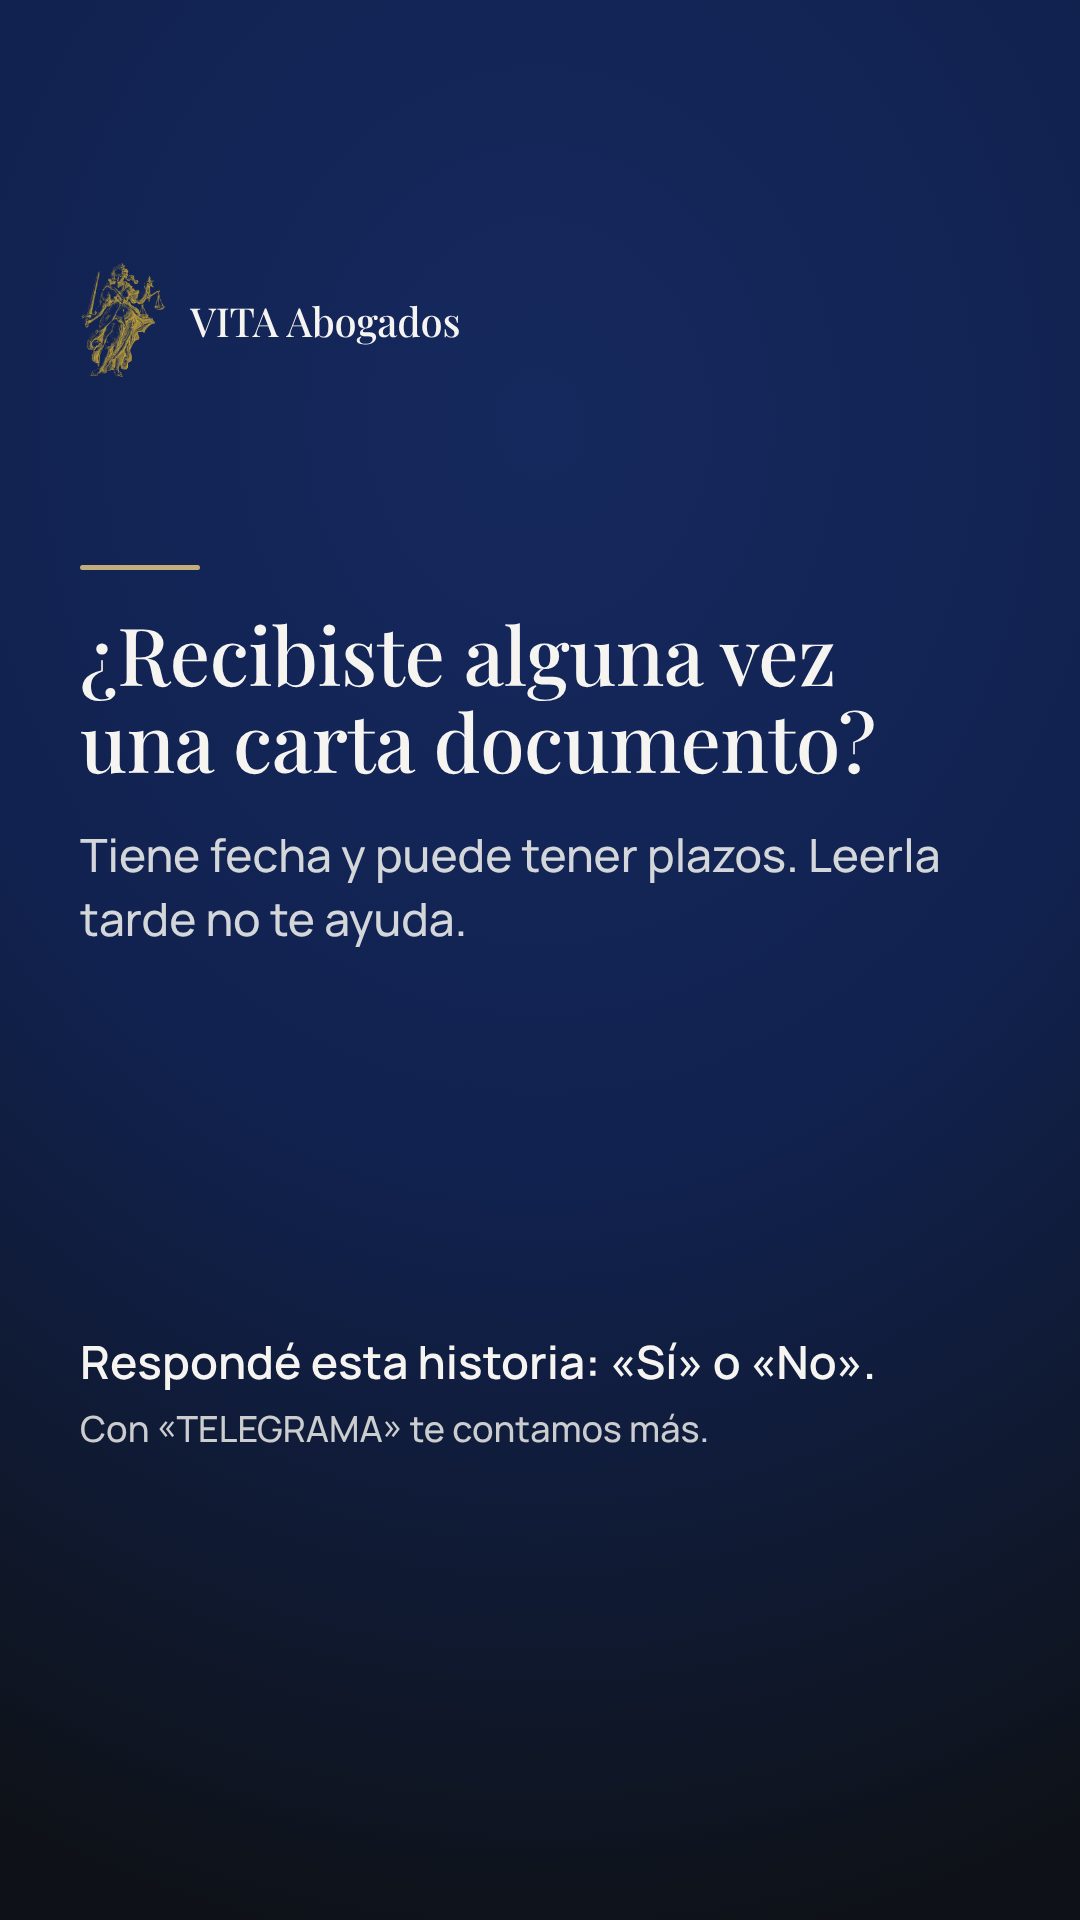 VITA Abogados
¿Recibiste alguna vez
una carta documento?
Tiene fecha y puede tener plazos. Leerla
tarde no te ayuda.
Respondé esta historia: «Sí» o «No».
Con «TELEGRAMA» te contamos más.